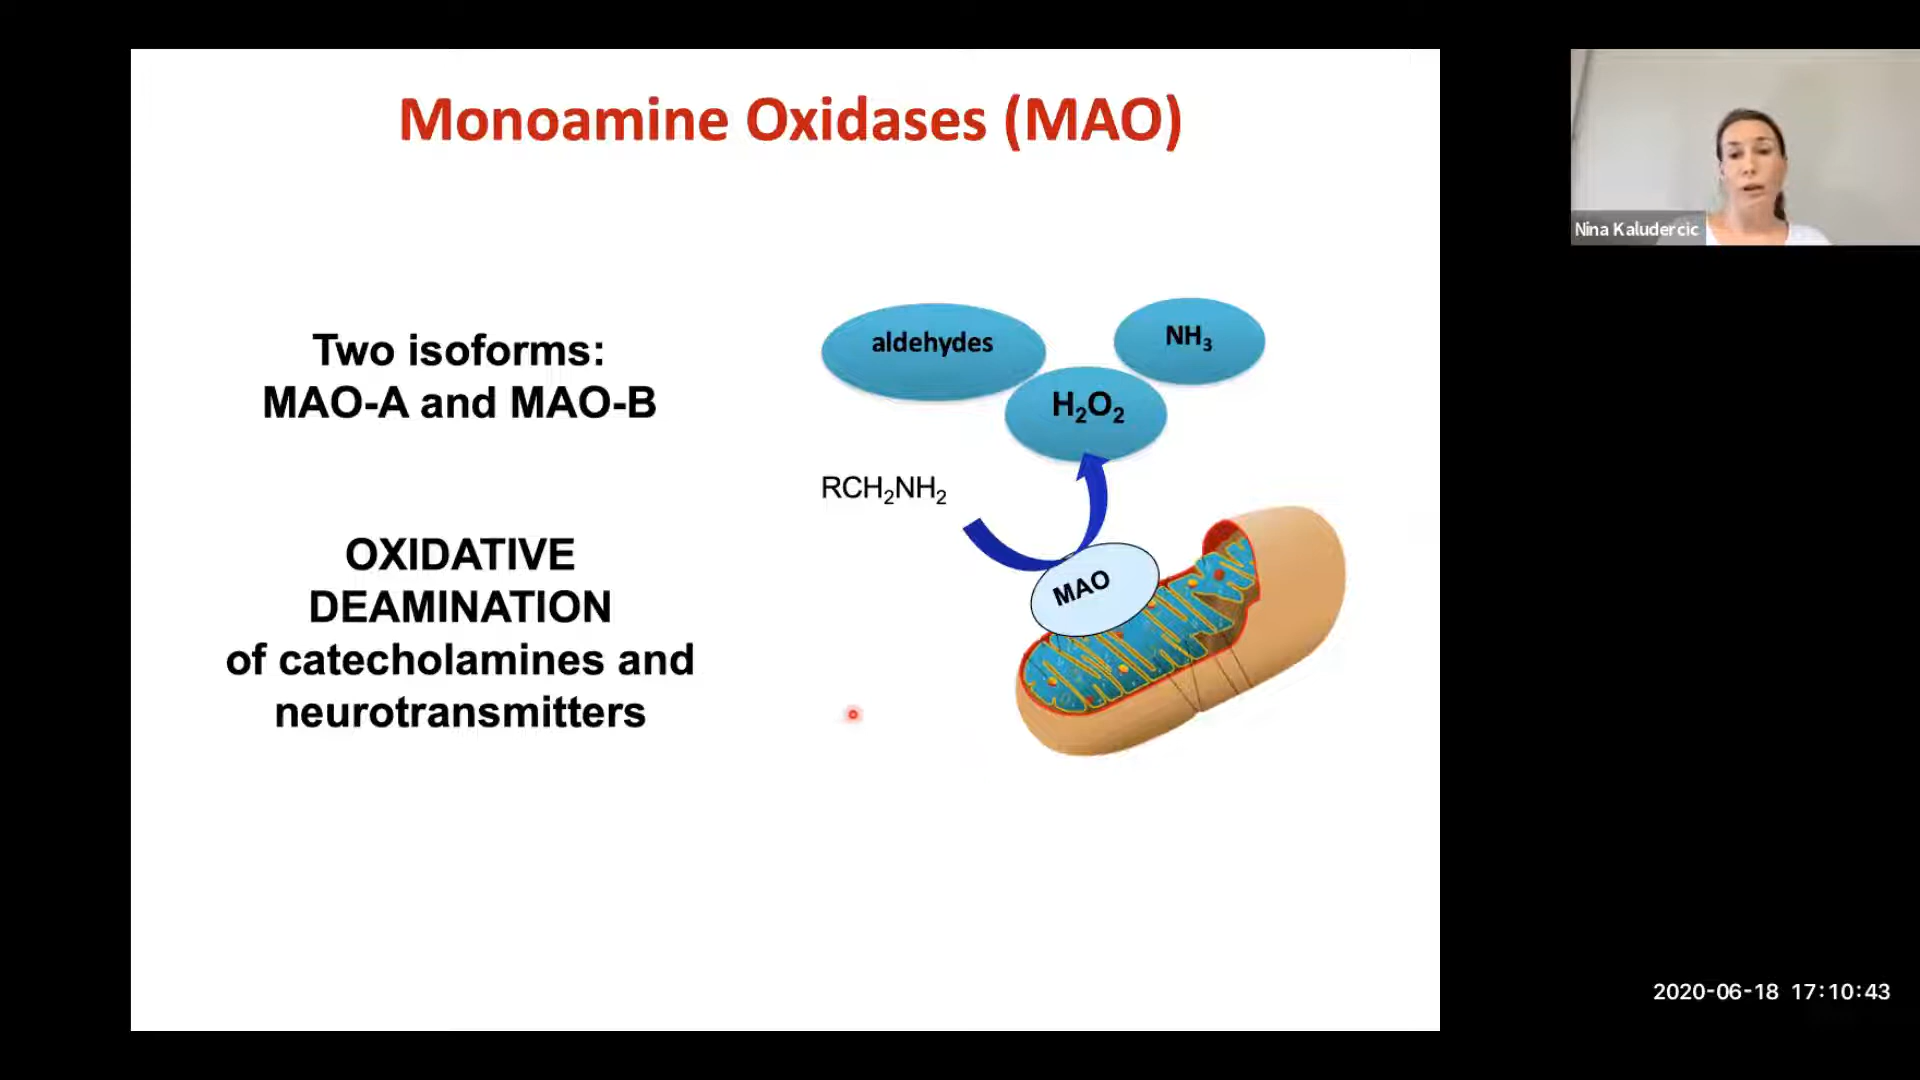 Monoamine Oxidases (MAO)
Two isoforms:
MAO-A and MAO-B
OXIDATIVE
DEAMINATION
of catecholamines and
neurotransmitters
aldehydes
NH₃
H₂O₂
RCH₂NH₂
MAO
Nina Kaludercic
2020-06-18 17:10:43